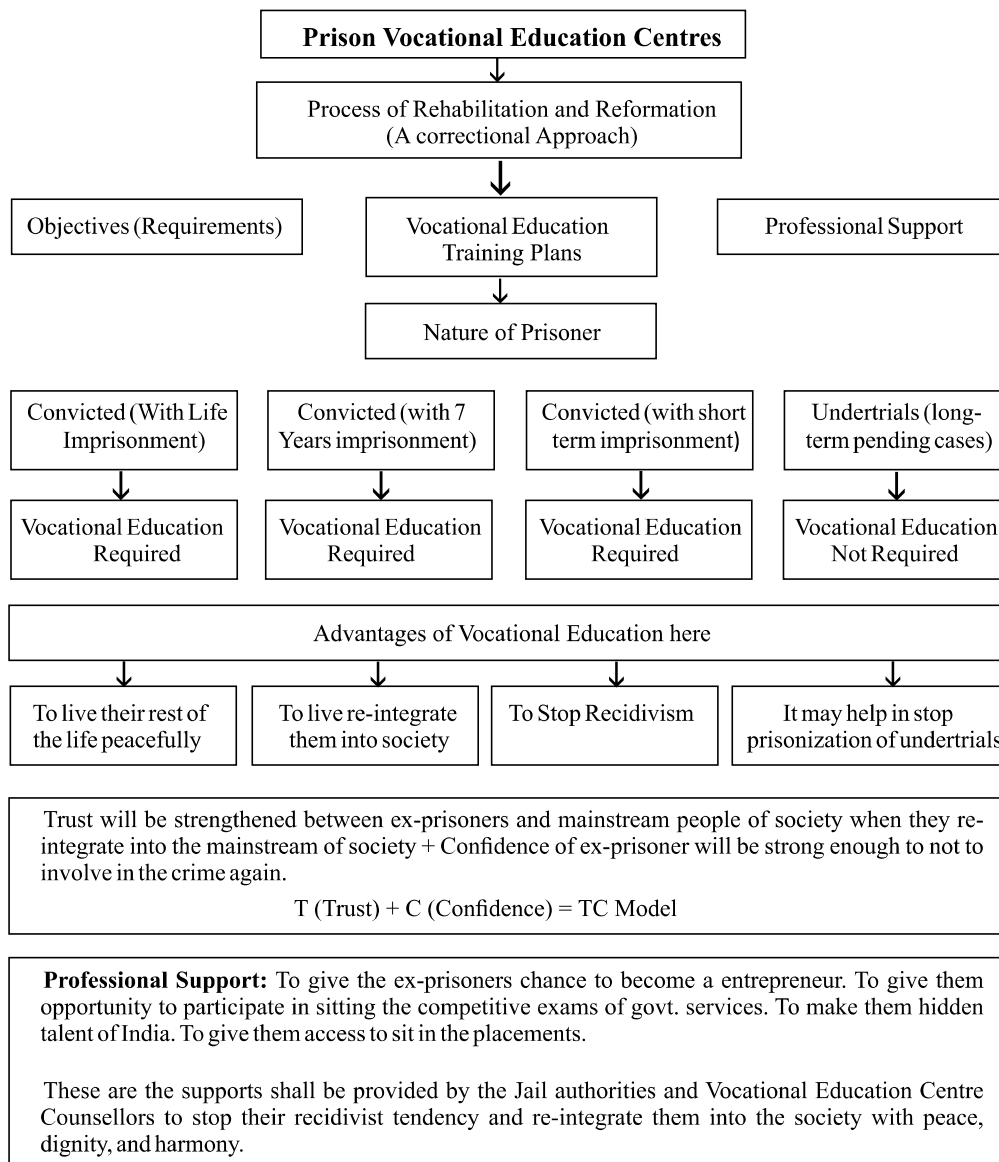 Prison Vocational Education Centres
Process of Rehabilitation and Reformation
(A correctional Approach)
Objectives (Requirements)
Vocational Education
Training Plans
Professional Support
Nature of Prisoner
Convicted (With Life
Imprisonment)
Convicted (with 7
Years imprisonment)
Convicted (with short
term imprisonment)
Undertrials (long-
term pending cases)
Vocational Education
Required
Vocational Education
Required
Vocational Education
Required
Vocational Education
Not Required
Advantages of Vocational Education here
To live their rest of
the life peacefully
To live re-integrate
them into society
To Stop Recidivism
It may help in stop
prisonization of undertrials
Trust will be strengthened between ex-prisoners and mainstream people of society when they re-
integrate into the mainstream of society + Confidence of ex-prisoner will be strong enough to not to
involve in the crime again.
T (Trust) + C (Confidence) = TC Model
Professional Support: To give the ex-prisoners chance to become a entrepreneur. To give them
opportunity to participate in sitting the competitive exams of govt. services. To make them hidden
talent of India. To give them access to sit in the placements.
These are the supports shall be provided by the Jail authorities and Vocational Education Centre
Counsellors to stop their recidivist tendency and re-integrate them into the society with peace,
dignity, and harmony.